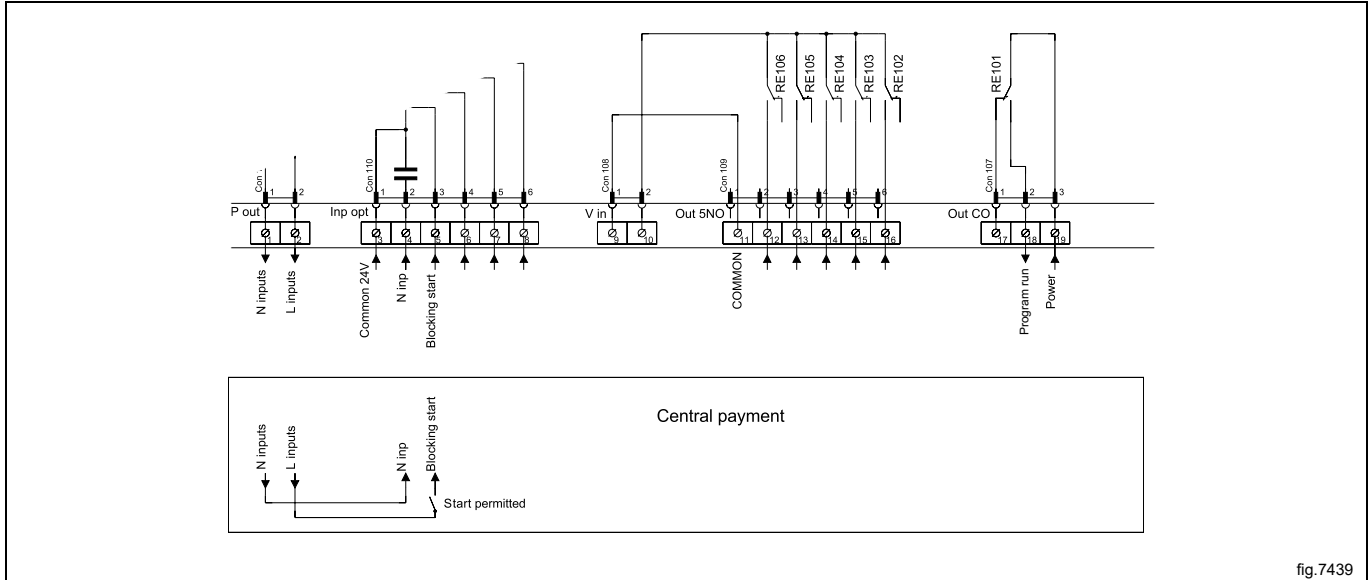 RE106
RE105
RE104
RE103
RE102
RE101
Con 110
Con 108
Con 109
Con 107
1 2
1 2 3 4 5 6
1 2
1 2 3 4 5 6
1 2 3
P out
Inp opt
V in
Out 5NO
Out CO
1 2
3 4 5 6 7 8
9 10
11 12 13 14 15 16
17 18 19
N inputs
L inputs
Common 24V
N inp
Blocking start
COMMON
Program run
Power
Central payment
N inputs
L inputs
N inp
Blocking start
Start permitted
fig.7439